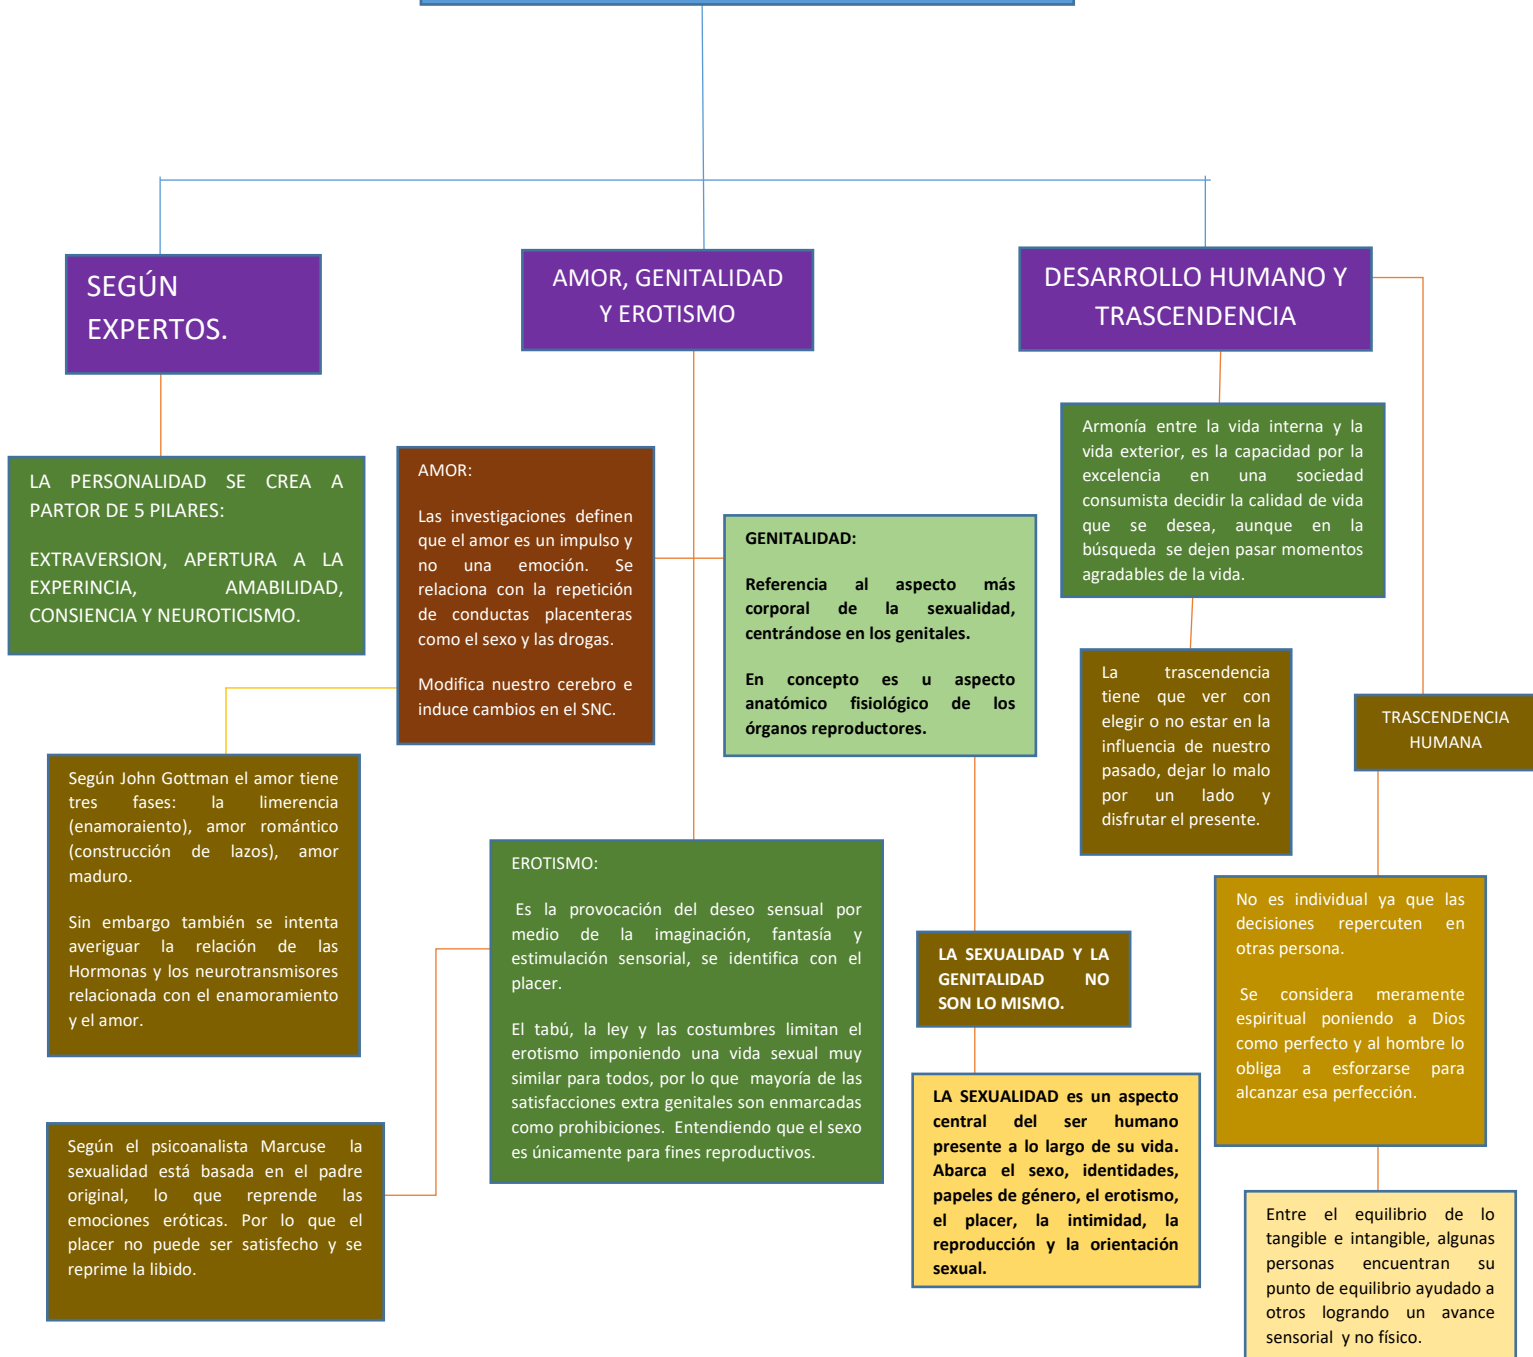 SEGÚN
EXPERTOS.
LA PERSONALIDAD SE CREA A
PARTOR DE 5 PILARES:
EXTRAVERSION, APERTURA A LA
EXPERINCIA, AMABILIDAD,
CONSIENCIA Y NEUROTICISMO.
AMOR, GENITALIDAD
Y EROTISMO
AMOR:
Las investigaciones definen
que el amor es un impulso y
no una emoción. Se
relaciona con la repetición
de conductas placenteras
como el sexo y las drogas.
Modifica nuestro cerebro e
induce cambios en el SNC.
Según John Gottman el amor tiene
tres fases: la limerencia
(enamoraiento), amor romántico
(construcción de lazos), amor
maduro.
Sin embargo también se intenta
averiguar la relación de las
Hormonas y los neurotransmisores
relacionada con el enamoramiento
y el amor.
GENITALIDAD:
Referencia al aspecto más
corporal de la sexualidad,
centrándose en los genitales.
En concepto es u aspecto
anatómico fisiológico de los
órganos reproductores.
LA SEXUALIDAD Y LA
GENITALIDAD NO
SON LO MISMO.
LA SEXUALIDAD es un aspecto
central del ser humano
presente a lo largo de su vida.
Abarca el sexo, identidades,
papeles de género, el erotismo,
el placer, la intimidad, la
reproducción y la orientación
sexual.
EROTISMO:
Es la provocación del deseo sensual por
medio de la imaginación, fantasía y
estimulación sensorial, se identifica con el
placer.
El tabú, la ley y las costumbres limitan el
erotismo imponiendo una vida sexual muy
similar para todos, por lo que mayoría de las
satisfacciones extra genitales son enmarcadas
como prohibiciones. Entendiendo que el sexo
es únicamente para fines reproductivos.
Según el psicoanalista Marcuse la
sexualidad está basada en el padre
original, lo que reprende las
emociones eróticas. Por lo que el
placer no puede ser satisfecho y se
reprime la libido.
DESARROLLO HUMANO Y
TRASCENDENCIA
Armonía entre la vida interna y la
vida exterior, es la capacidad por la
excelencia en una sociedad
consumista decidir la calidad de vida
que se desea, aunque en la
búsqueda se dejen pasar momentos
agradables de la vida.
La trascendencia
tiene que ver con
elegir o no estar en la
influencia de nuestro
pasado, dejar lo malo
por un lado y
disfrutar el presente.
TRASCENDENCIA
HUMANA
No es individual ya que las
decisiones repercuten en
otras persona.
Se considera meramente
espiritual poniendo a Dios
como perfecto y al hombre lo
obliga a esforzarse para
alcanzar esa perfección.
Entre el equilibrio de lo
tangible e intangible, algunas
personas encuentran su
punto de equilibrio ayudado a
otros logrando un avance
sensorial y no físico.